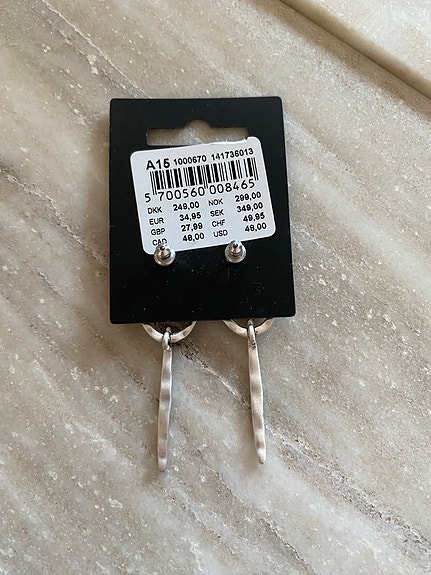 A15 1000670 141736013
5 700560 008465
DKK 249,00 NOK 299,00
EUR 34,95 SEK 349,00
GBP 27,99 CHF 49,95
CAD 48,00 USD 48,00